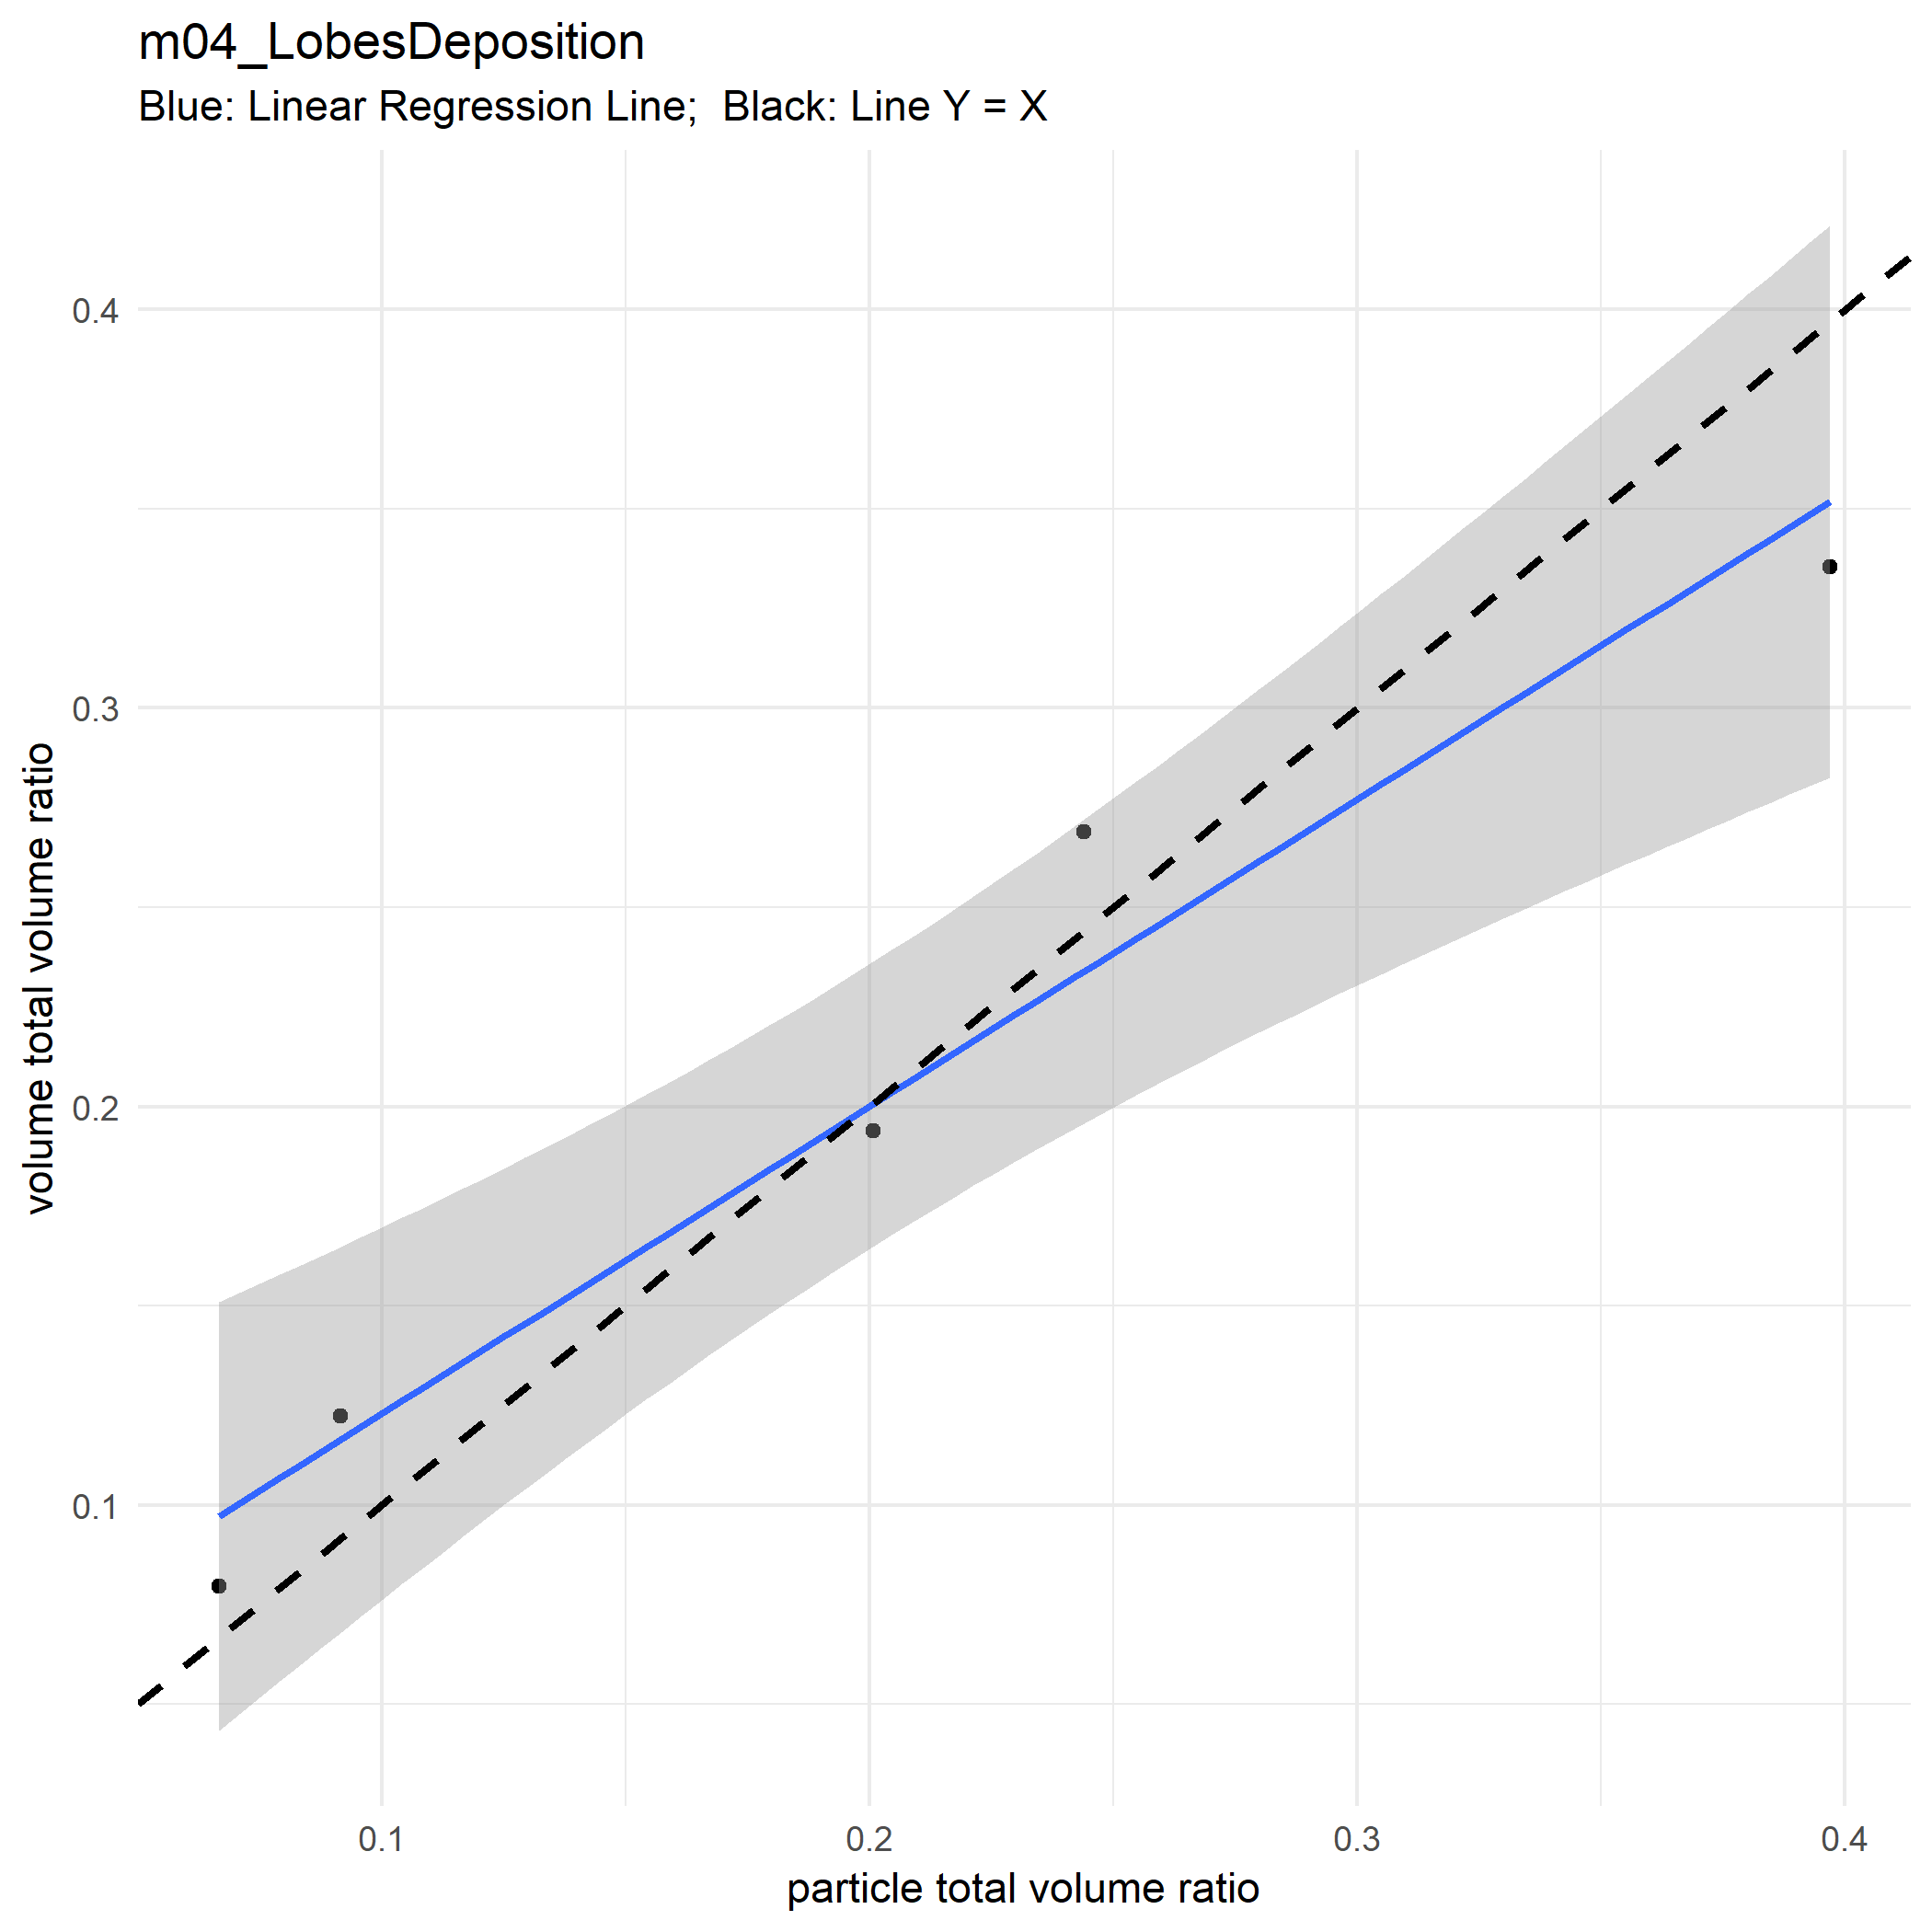 m04_LobesDeposition
Blue: Linear Regression Line;  Black: Line Y = X
volume total volume ratio
0.4
0.3
0.2
0.1
0.1
0.2
0.3
0.4
particle total volume ratio